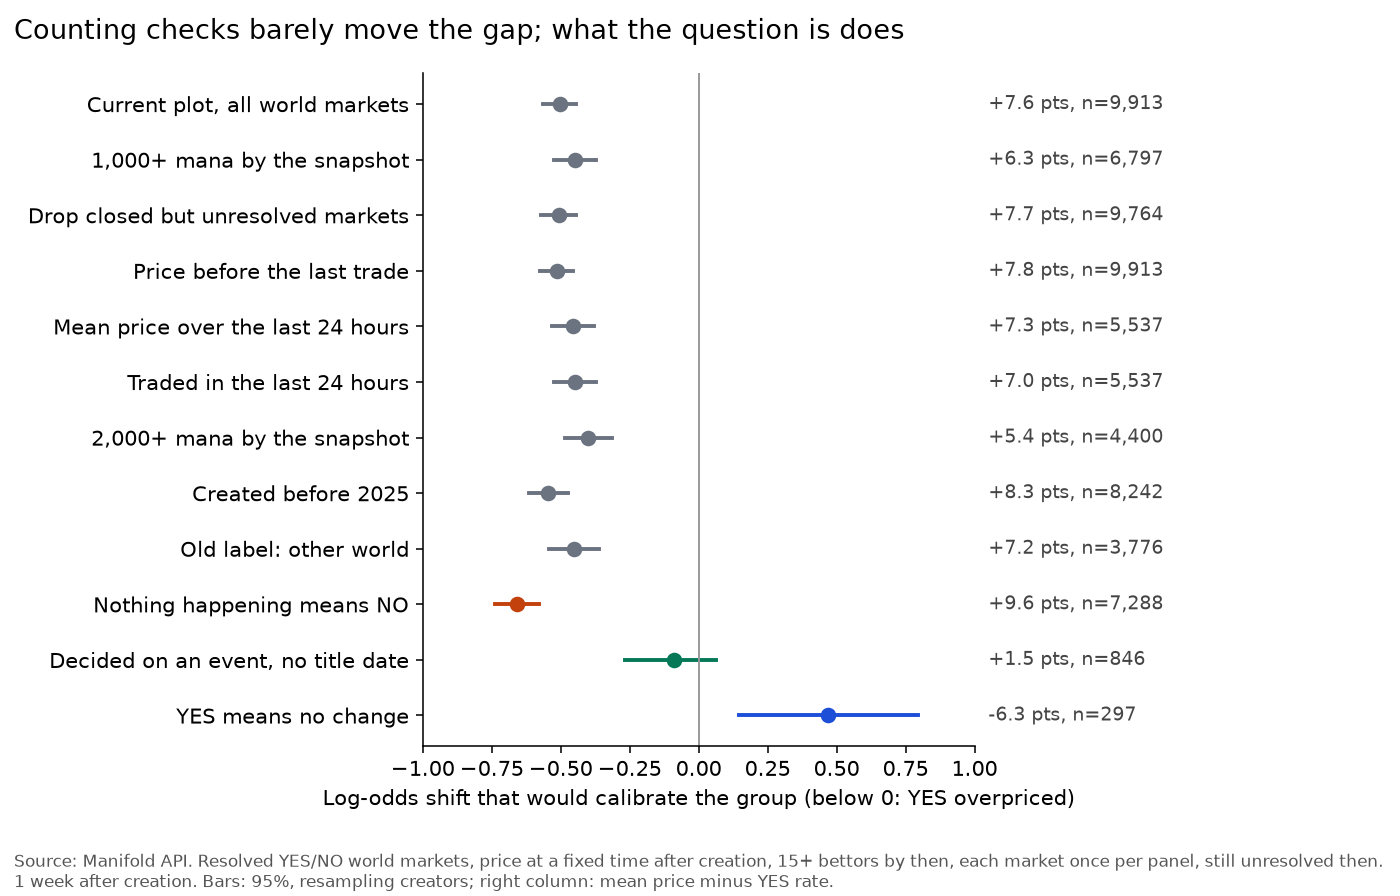 Counting checks barely move the gap; what the question is does
Current plot, all world markets +7.6 pts, n=9,913
1,000+ mana by the snapshot +6.3 pts, n=6,797
Drop closed but unresolved markets +7.7 pts, n=9,764
Price before the last trade +7.8 pts, n=9,913
Mean price over the last 24 hours +7.3 pts, n=5,537
Traded in the last 24 hours +7.0 pts, n=5,537
2,000+ mana by the snapshot +5.4 pts, n=4,400
Created before 2025 +8.3 pts, n=8,242
Old label: other world +7.2 pts, n=3,776
Nothing happening means NO +9.6 pts, n=7,288
Decided on an event, no title date +1.5 pts, n=846
YES means no change -6.3 pts, n=297
−1.00 −0.75 −0.50 −0.25 0.00 0.25 0.50 0.75 1.00
Log-odds shift that would calibrate the group (below 0: YES overpriced)
Source: Manifold API. Resolved YES/NO world markets, price at a fixed time after creation, 15+ bettors by then, each market once per panel, still unresolved then.
1 week after creation. Bars: 95%, resampling creators; right column: mean price minus YES rate.